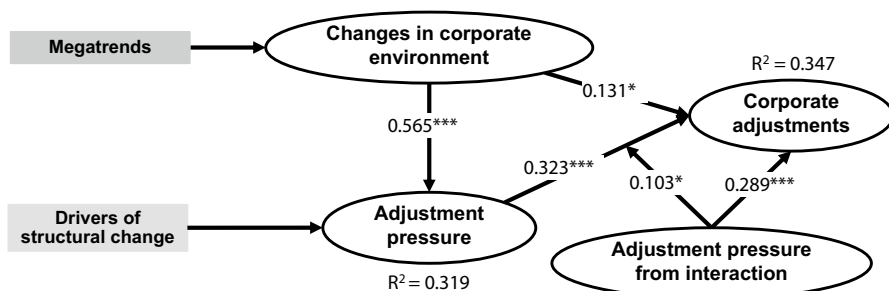 Megatrends
Changes in corporate
environment
R² = 0.347
0.131*
Corporate
adjustments
0.565***
0.323***
0.103*
0.289***
Drivers of
structural change
Adjustment
pressure
R² = 0.319
Adjustment pressure
from interaction